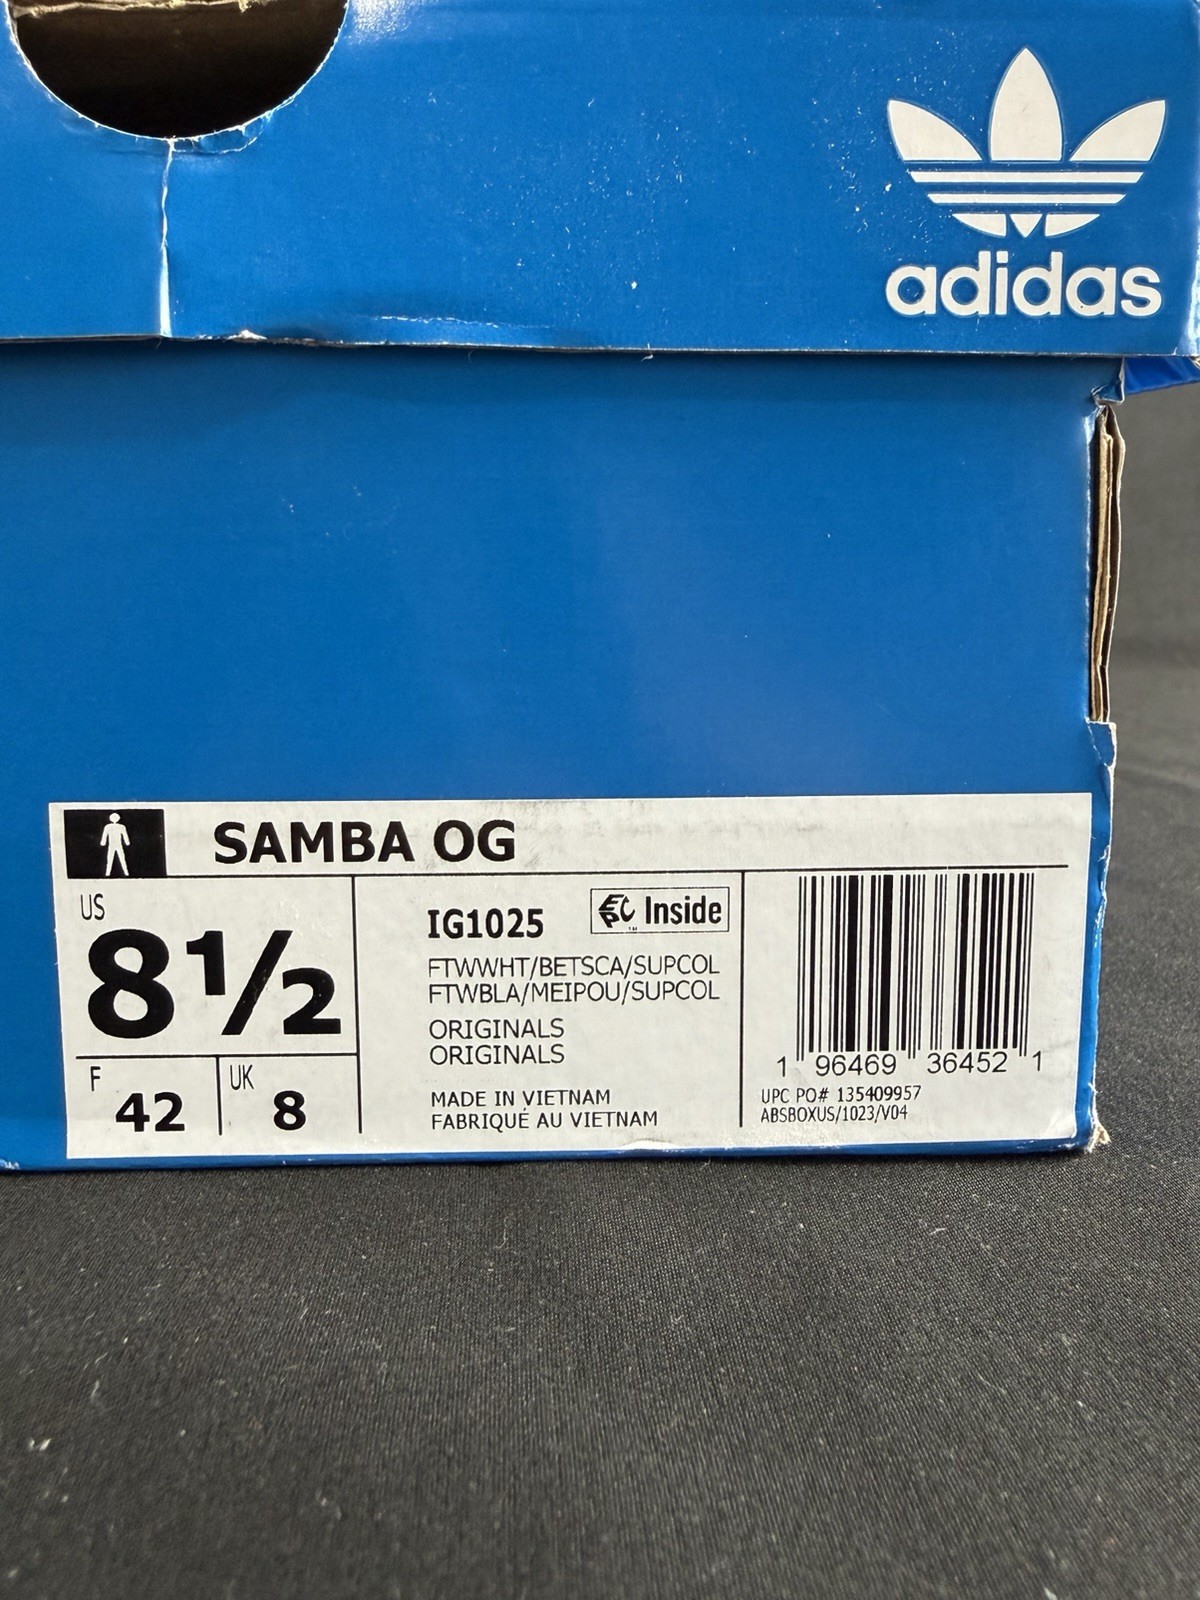 adidas
SAMBA OG
US
8½
F
42
UK
8
IG1025
EPC Inside
FTWWHT/BETSCA/SUPCOL
FTWBLA/MEIPOU/SUPCOL
ORIGINALS
ORIGINALS
MADE IN VIETNAM
FABRIQUÉ AU VIETNAM
1 96469 36452 1
UPC PO# 135409957
ABSBOXUS/1023/V04